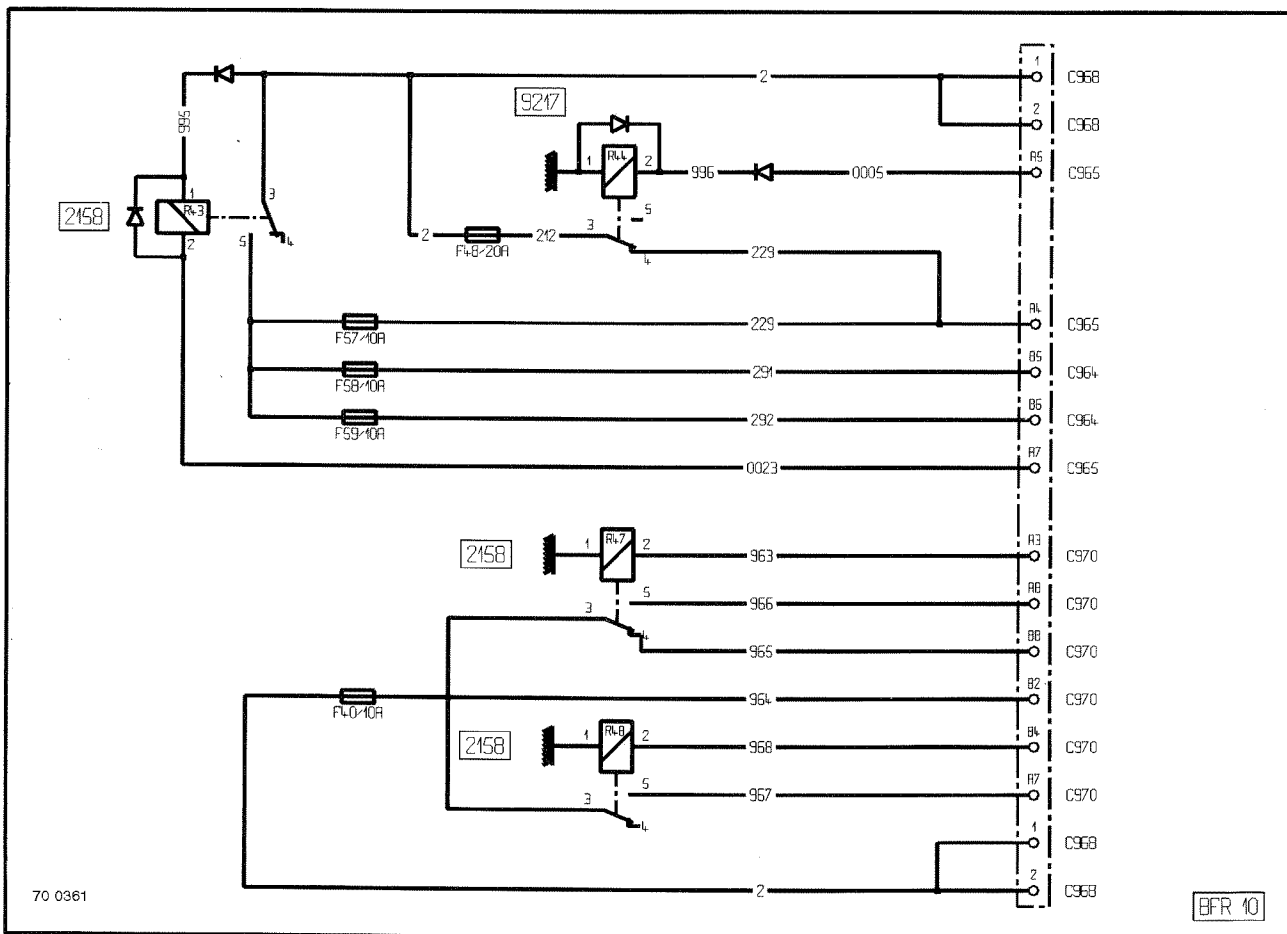 1
2 C968
9217
2
C968
995
1 R44 2
A5
996 0005 C965
1
3
5
2158 R43
2
5 4
3
2 F48/20A 212
4
229
A4
F57/10A 229 C965
B5
F58/10A 291 C964
B6
F59/10A 292 C964
A7
0023 C965
2158 1 R47 2
A3
963 C970
5
A8
966 C970
3
4
B8
965 C970
B2
F40/10A 964 C970
2158 1 R48 2
B4
968 C970
5
A7
967 C970
3
4
1
C968
2
2 C968
70 0361
BFR 10